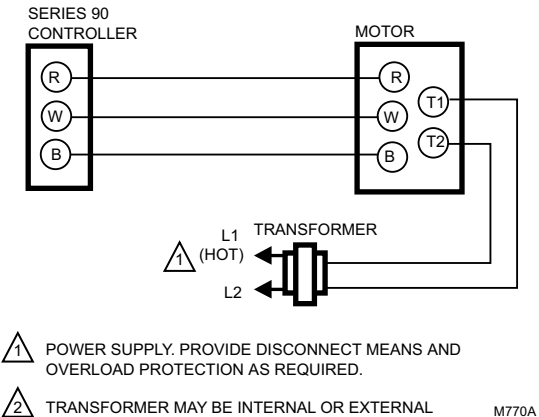 SERIES 90
CONTROLLER
MOTOR
R
R
T1
W
W
T2
B
B
L1
TRANSFORMER
1
(HOT)
L2
1
POWER SUPPLY. PROVIDE DISCONNECT MEANS AND
OVERLOAD PROTECTION AS REQUIRED.
2
TRANSFORMER MAY BE INTERNAL OR EXTERNAL
M770A